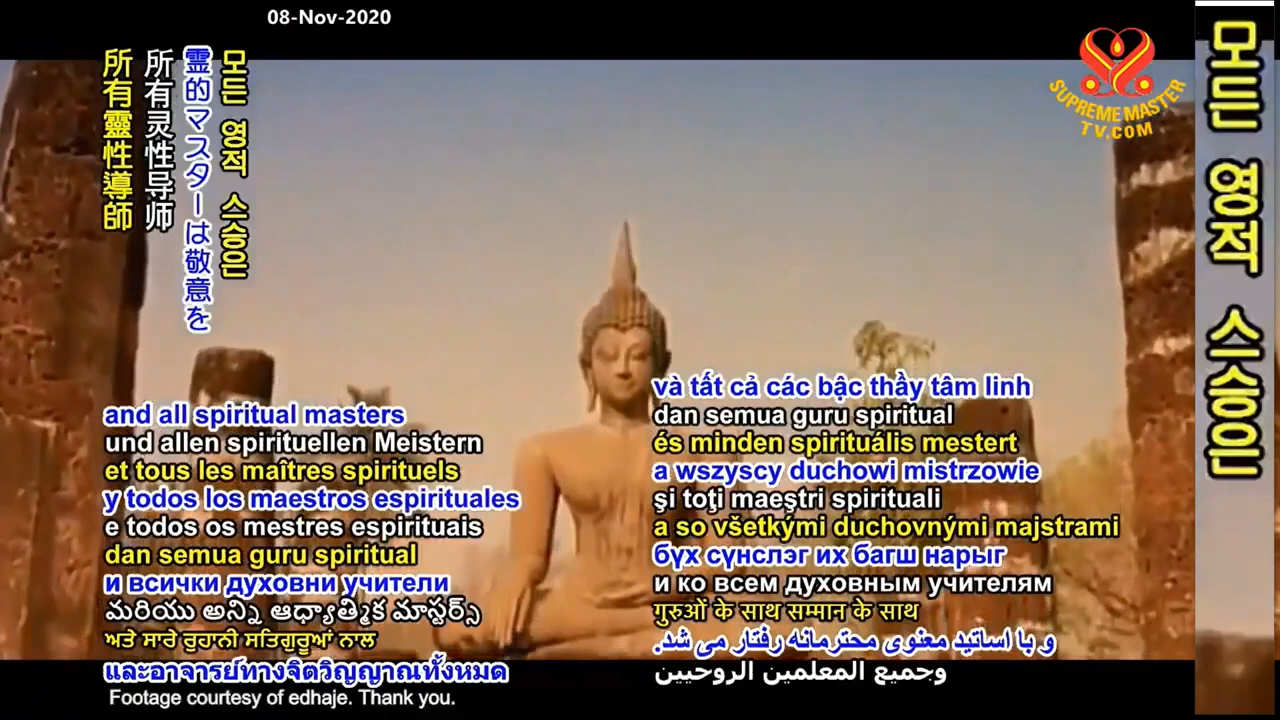 08-Nov-2020
SUPREME MASTER
TV.COM
모든 영적 스승은
모든 영적 스승은
霊的マスターは敬意を
所有灵性导师
所有靈性導師
and all spiritual masters
und allen spirituellen Meistern
et tous les maîtres spirituels
y todos los maestros espirituales
e todos os mestres espirituais
dan semua guru spiritual
и всички духовни учители
మరియు అన్ని ఆధ్యాత్మిక మాస్టర్స్
ਅਤੇ ਸਾਰੇ ਰੁਹਾਨੀ ਸਤਿਗੁਰੂਆਂ ਨਾਲ
และอาจารย์ทางจิตวิญญาณทั้งหมด
và tất cả các bậc thầy tâm linh
dan semua guru spiritual
és minden spirituális mestert
a wszyscy duchowi mistrzowie
şi toţi maeştri spirituali
a so všetkými duchovnými majstrami
бүх сүнслэг их багш нарыг
и ко всем духовным учителям
गुरुओं के साथ सम्मान के साथ
و با اساتید معنوی محترمانه رفتار می شد.
وجميع المعلمين الروحيين
Footage courtesy of edhaje. Thank you.